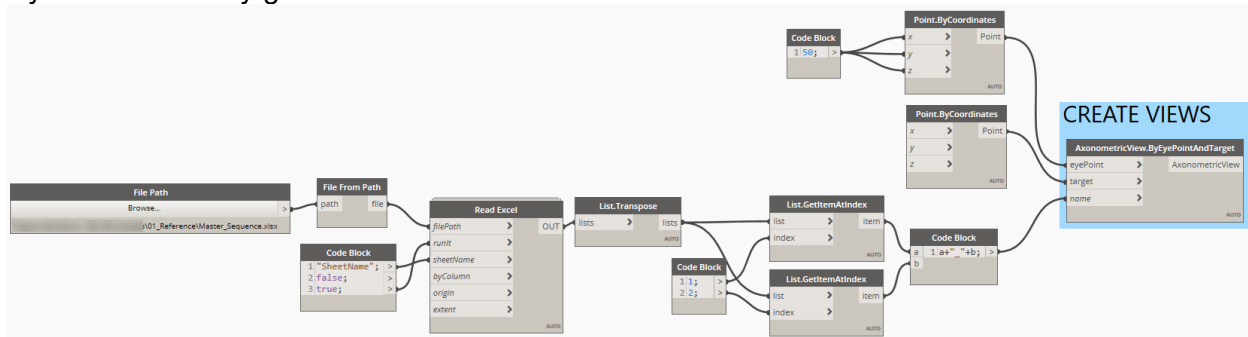 Point.ByCoordinates
x > Point
y >
z >
AUTO
Code Block
1 50; >
Point.ByCoordinates
x > Point
y >
z >
AUTO
CREATE VIEWS
AxonometricView.ByEyePointAndTarget
eyePoint > AxonometricView
target >
name >
AUTO
File Path
Browse... >
\01_Reference\Master_Sequence.xlsx
File From Path
path file
Code Block
1 "SheetName"; >
2 false; >
3 true; >
Read Excel
filePath > OUT
runIt >
sheetName >
byColumn >
origin >
extent >
AUTO
List.Transpose
lists > lists
AUTO
Code Block
1 1; >
2 2; >
List.GetItemAtIndex
list > item
index >
AUTO
List.GetItemAtIndex
list > item
index >
AUTO
Code Block
a 1 a+"_"+b; >
b